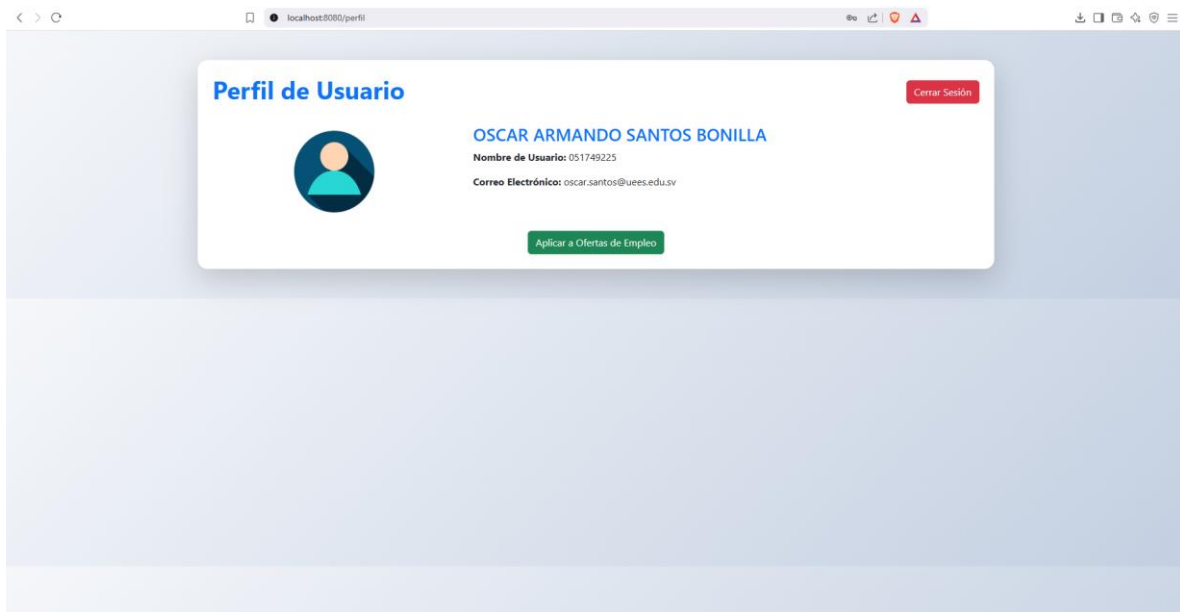 localhost:8080/perfil
Perfil de Usuario
Cerrar Sesión
OSCAR ARMANDO SANTOS BONILLA
Nombre de Usuario: 051749225
Correo Electrónico: oscar.santos@uees.edu.sv
Aplicar a Ofertas de Empleo